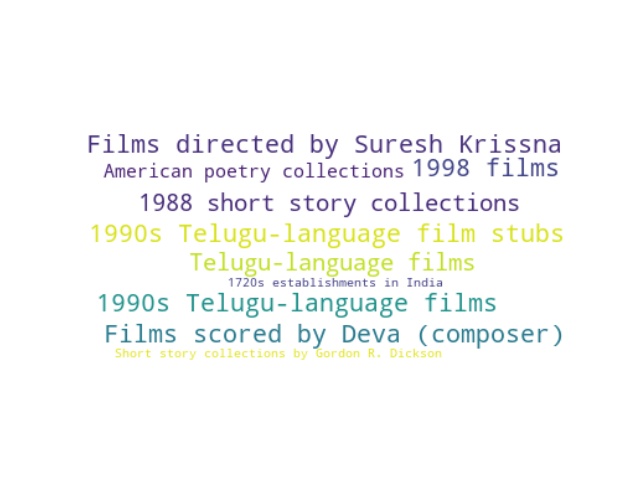 Films directed by Suresh Krissna
American poetry collections 1998 films
1988 short story collections
1990s Telugu-language film stubs
Telugu-language films
1720s establishments in India
1990s Telugu-language films
Films scored by Deva (composer)
Short story collections by Gordon R. Dickson